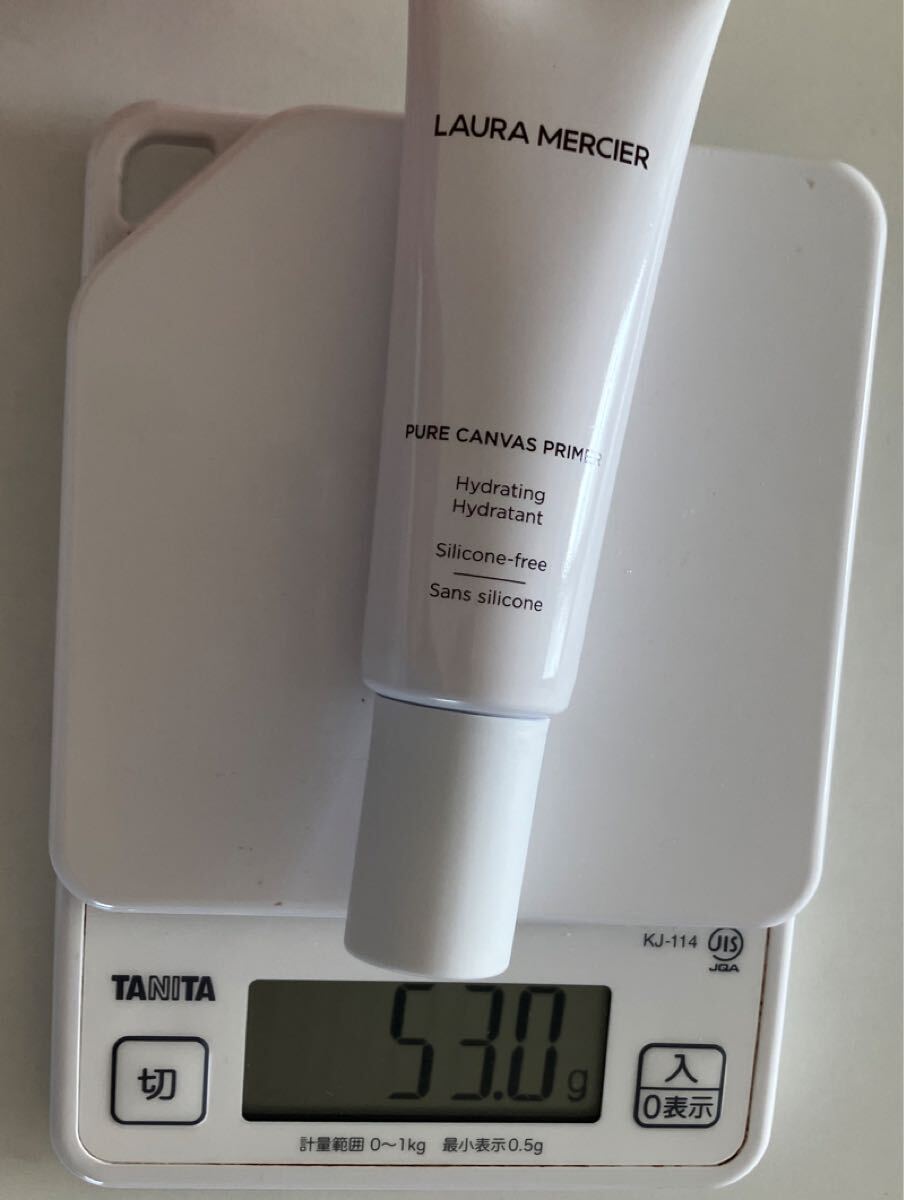 LAURA MERCIER
PURE CANVAS PRIMER
Hydrating
Hydratant
Silicone-free
Sans silicone
KJ-114 JIS
JQA
TANITA
53.0 g
切
入
0表示
計量範囲 0〜1kg 最小表示0.5g